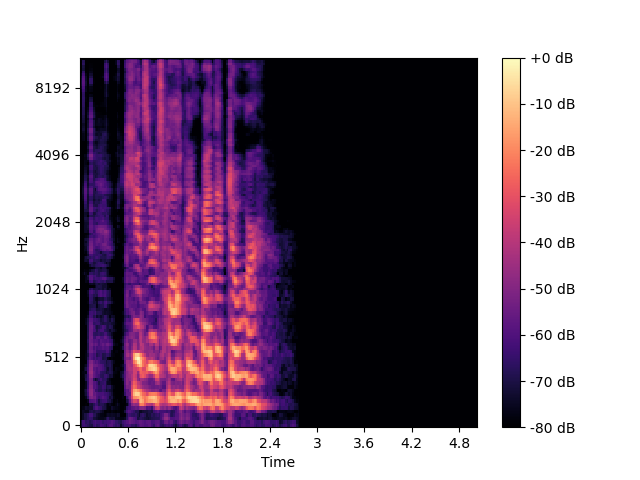 8192
4096
2048
1024
512
0
Hz
0 0.6 1.2 1.8 2.4 3 3.6 4.2 4.8
Time
+0 dB
-10 dB
-20 dB
-30 dB
-40 dB
-50 dB
-60 dB
-70 dB
-80 dB